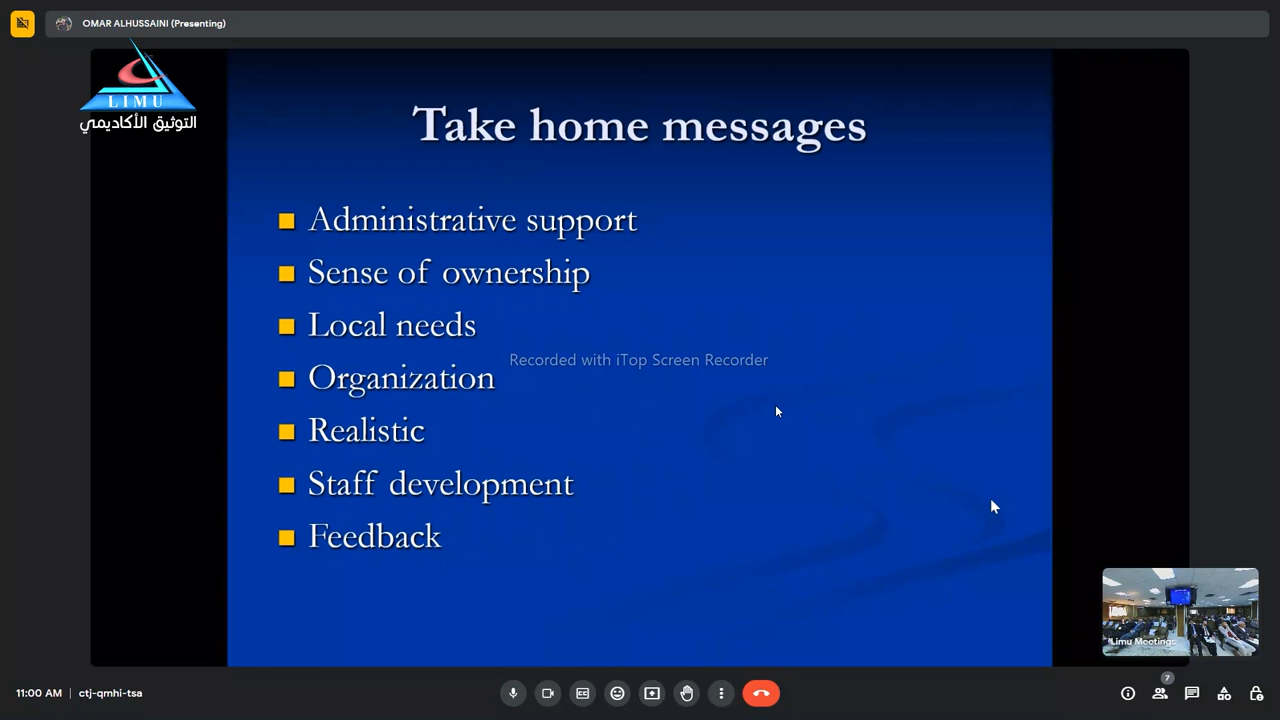 OMAR ALHUSSAINI (Presenting)
LIMU
التوثيق الأكاديمي
Take home messages
Administrative support
Sense of ownership
Local needs
Recorded with iTop Screen Recorder
Organization
Realistic
Staff development
Feedback
Limu Meetings
7
11:00 AM | ctj-qmhi-tsa